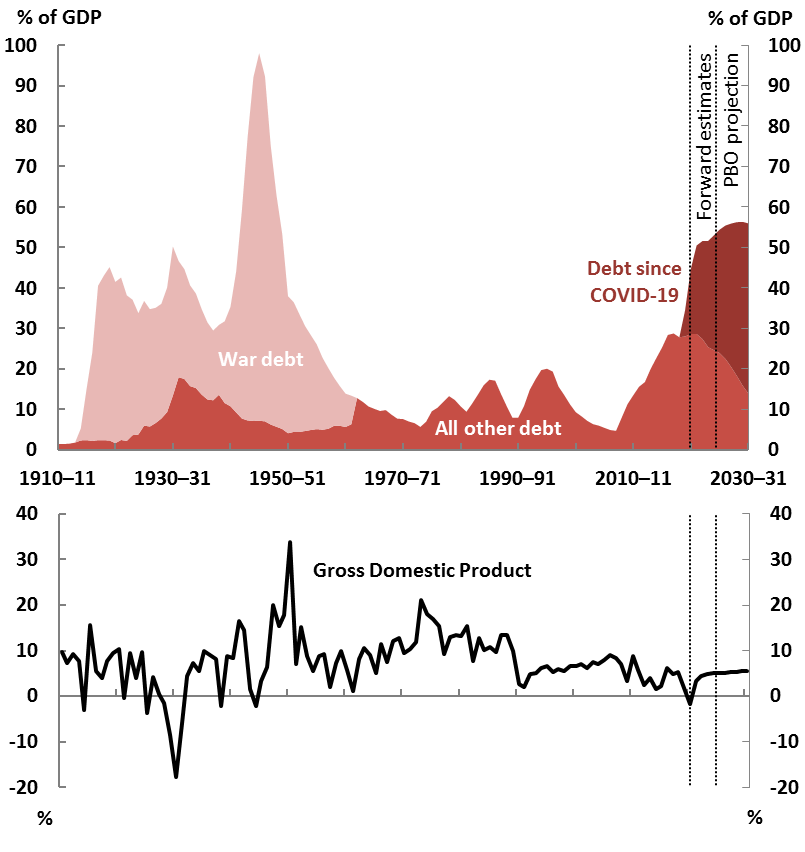 % of GDP % of GDP
100 100
90 90
80 80
70 70
60 60
50 50
40 40
30 30
20 20
10 10
0 0
Forward estimates
PBO projection
Debt since
COVID-19
War debt
All other debt
1910–11 1930–31 1950–51 1970–71 1990–91 2010–11 2030–31
40 40
30 30
Gross Domestic Product
20 20
10 10
0 0
-10 -10
-20 -20
% %